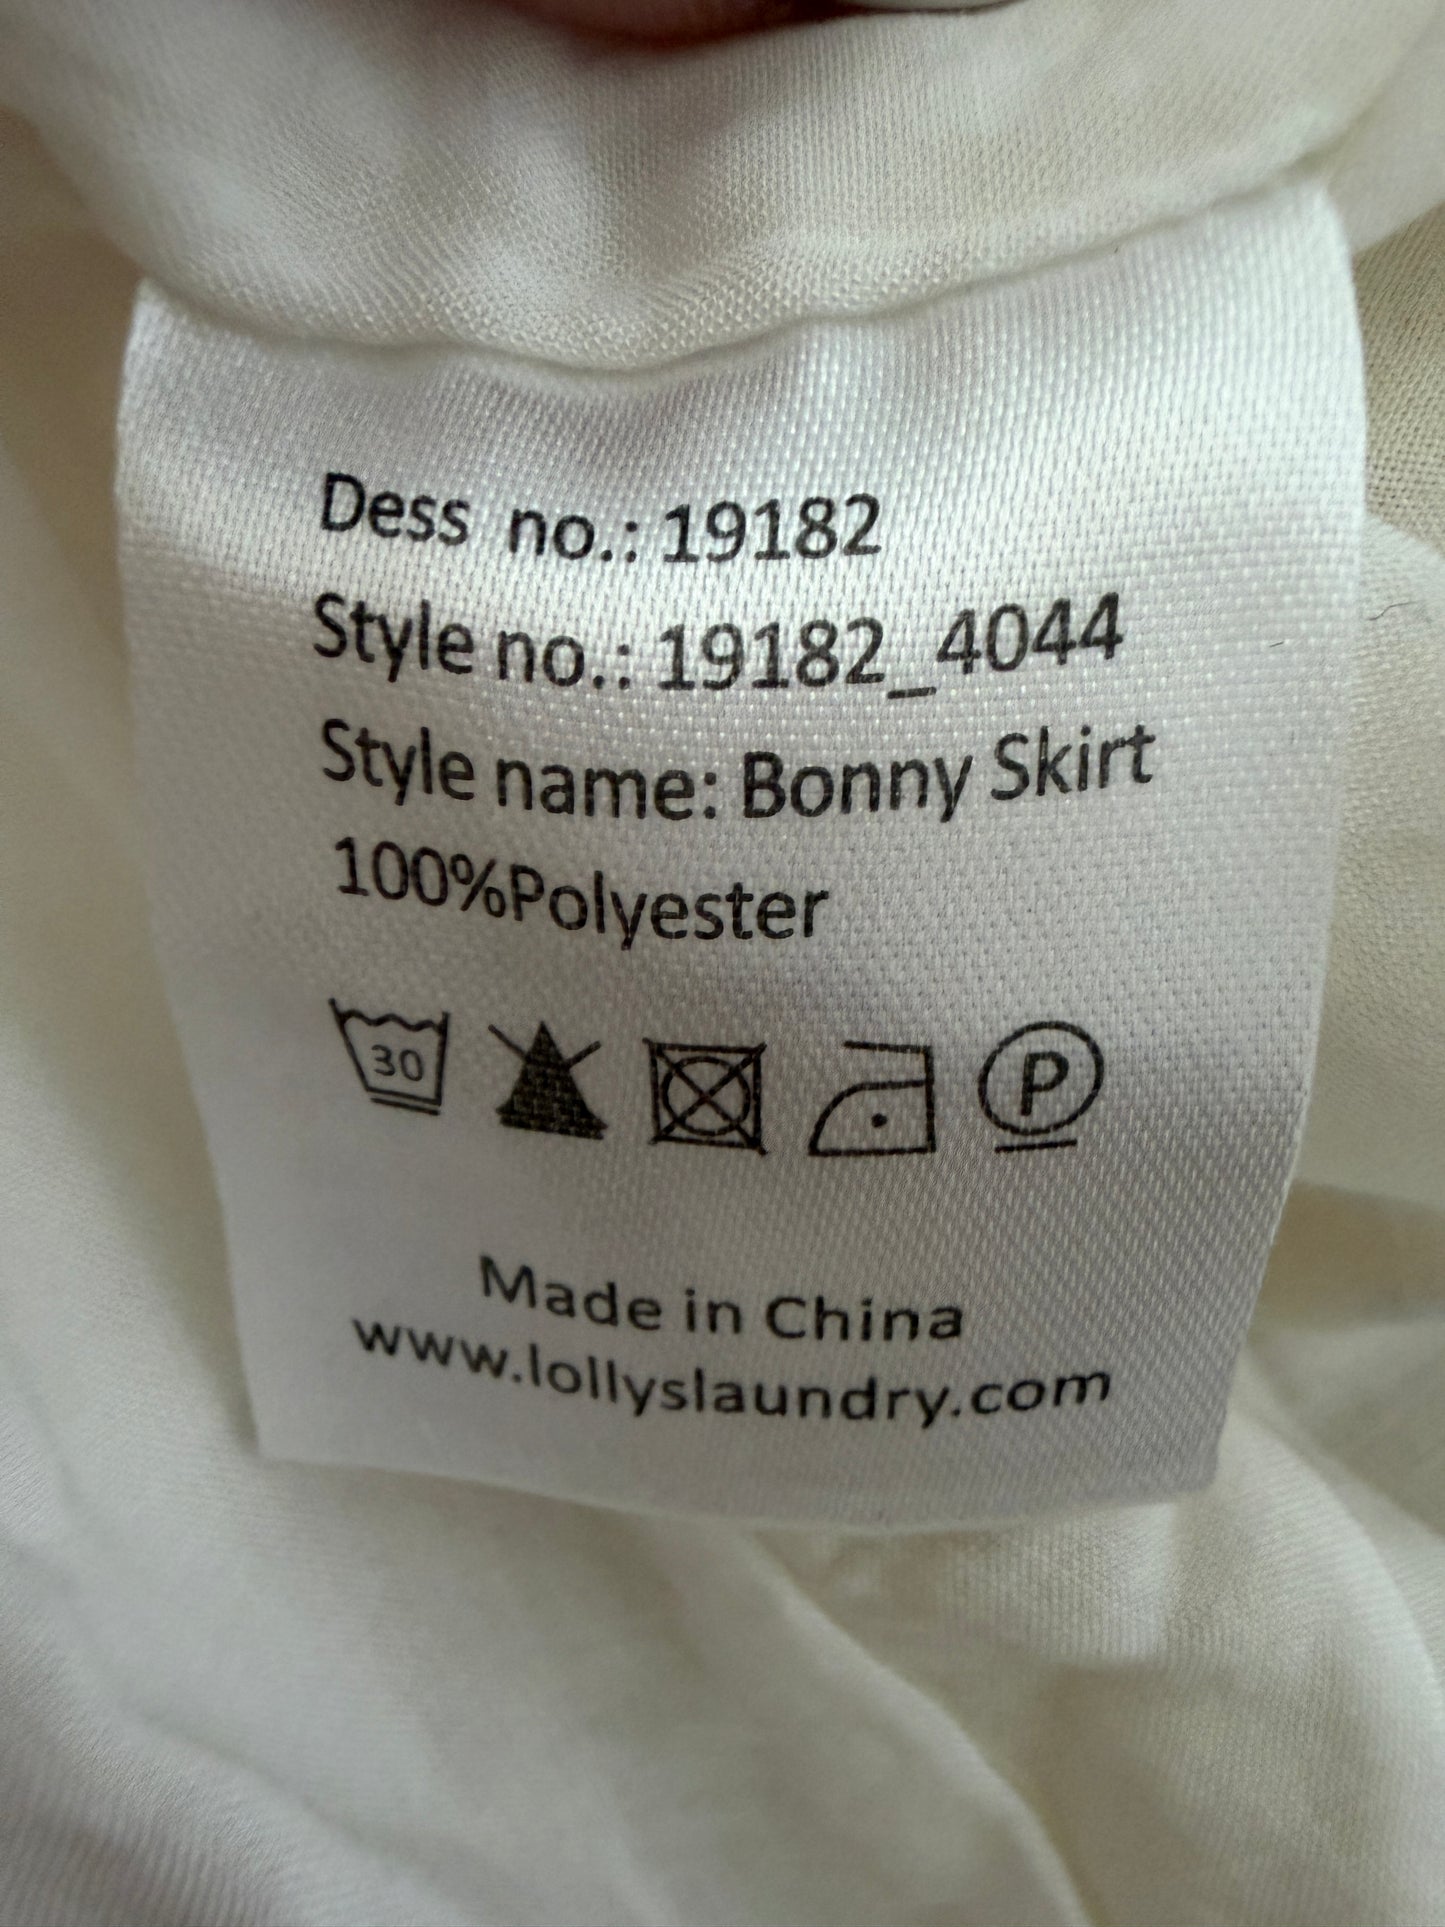 Dess no.: 19182
Style no.: 19182_4044
Style name: Bonny Skirt
100%Polyester
30 P
Made in China
www.lollyslaundry.com